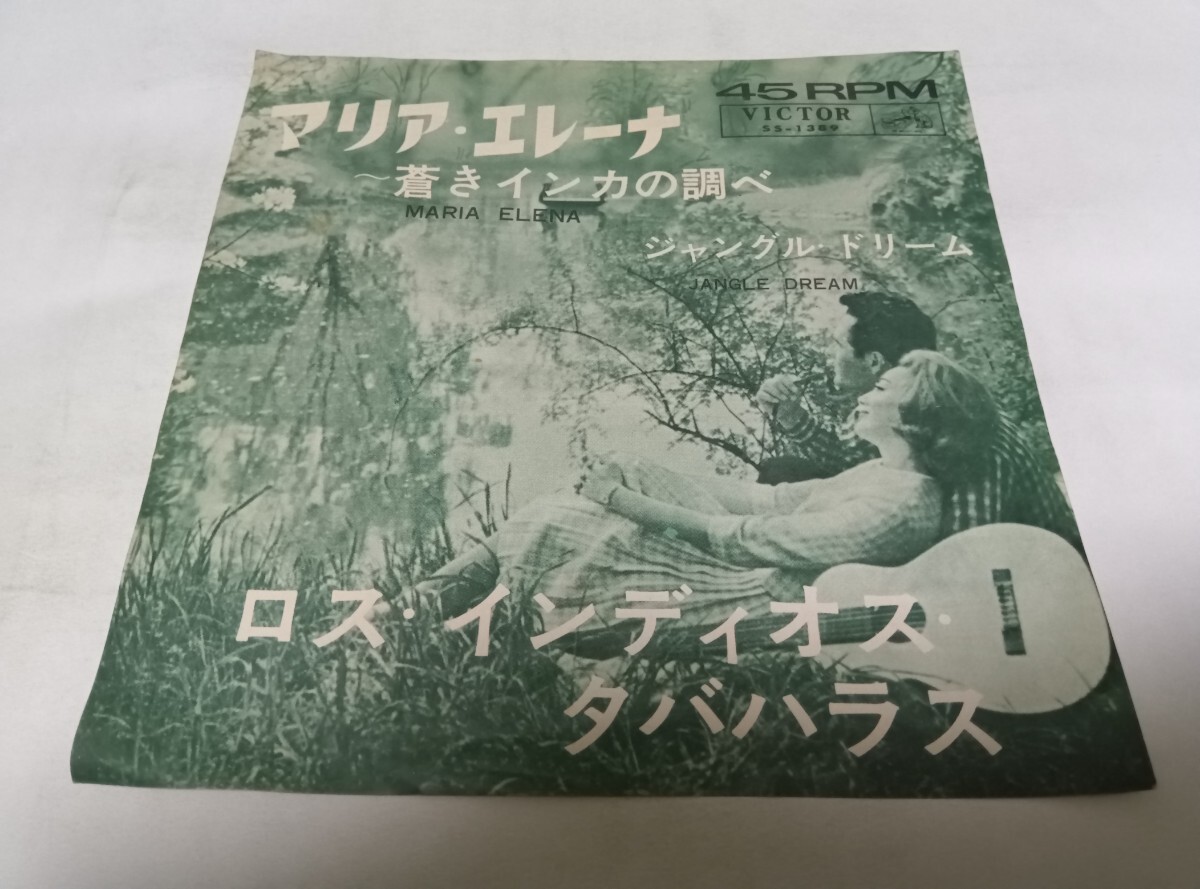 45 RPM
VICTOR
SS-1389
マリア・エレーナ
～蒼きインカの調べ
MARIA ELENA
ジャングル・ドリーム
JANGLE DREAM
ロス・インディオス・
タバハラス